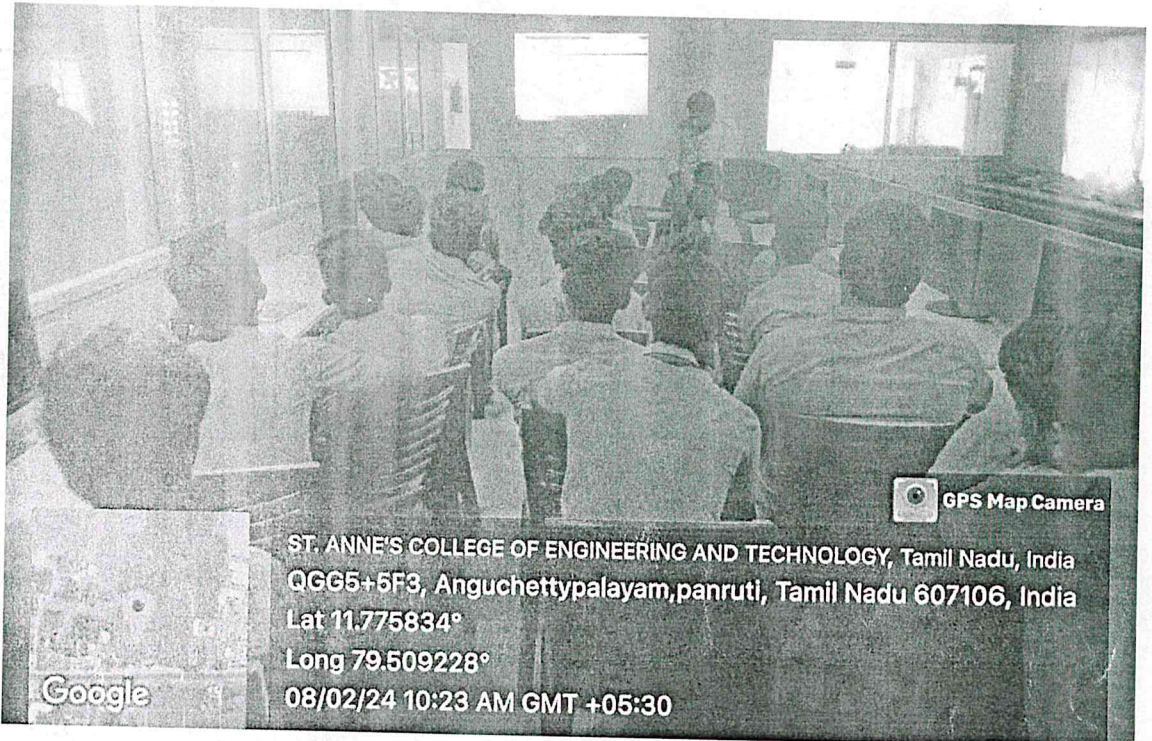 GPS Map Camera
ST. ANNE'S COLLEGE OF ENGINEERING AND TECHNOLOGY, Tamil Nadu, India
QGG5+5F3, Anguchettypalayam,panruti, Tamil Nadu 607106, India
Lat 11.775834°
Long 79.509228°
08/02/24 10:23 AM GMT +05:30
Google